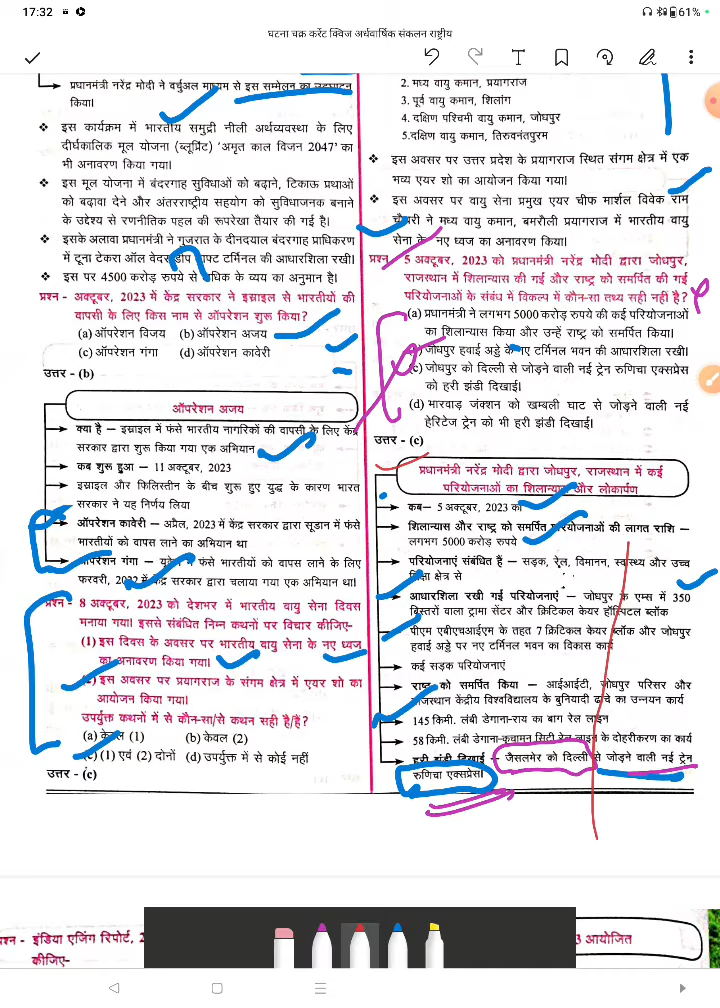 17:32
61%
घटना चक्र करेंट क्विज अर्धवार्षिक संकलन राष्ट्रीय
प्रधानमंत्री नरेंद्र मोदी ने वर्चुअल माध्यम से इस सम्मेलन का उद्घाटन
किया।
❖ इस कार्यक्रम में भारतीय समुद्री नीली अर्थव्यवस्था के लिए
दीर्घकालिक मूल योजना (ब्लूप्रिंट) 'अमृत काल विजन 2047' का
भी अनावरण किया गया।
❖ इस मूल योजना में बंदरगाह सुविधाओं को बढ़ाने, टिकाऊ प्रथाओं
को बढ़ावा देने और अंतरराष्ट्रीय सहयोग को सुविधाजनक बनाने
के उद्देश्य से रणनीतिक पहल की रूपरेखा तैयार की गई है।
❖ इसके अलावा प्रधानमंत्री ने गुजरात के दीनदयाल बंदरगाह प्राधिकरण
में टूना टेकरा ऑल वेदर डीप ड्राफ्ट टर्मिनल की आधारशिला रखी।
❖ इस पर 4500 करोड़ रुपये से अधिक के व्यय का अनुमान है।
प्रश्न - अक्टूबर, 2023 में केंद्र सरकार ने इस्राइल से भारतीयों की
वापसी के लिए किस नाम से ऑपरेशन शुरू किया?
(a) ऑपरेशन विजय (b) ऑपरेशन अजय
(c) ऑपरेशन गंगा (d) ऑपरेशन कावेरी
उत्तर - (b)
ऑपरेशन अजय
क्या है – इस्राइल में फंसे भारतीय नागरिकों की वापसी के लिए केंद्र
सरकार द्वारा शुरू किया गया एक अभियान
कब शुरू हुआ – 11 अक्टूबर, 2023
इस्राइल और फिलिस्तीन के बीच शुरू हुए युद्ध के कारण भारत
सरकार ने यह निर्णय लिया
ऑपरेशन कावेरी – अप्रैल, 2023 में केंद्र सरकार द्वारा सूडान में फंसे
भारतीयों को वापस लाने का अभियान था
ऑपरेशन गंगा – यूक्रेन में फंसे भारतीयों को वापस लाने के लिए
फरवरी, 2022 में केंद्र सरकार द्वारा चलाया गया एक अभियान था।
प्रश्न - 8 अक्टूबर, 2023 को देशभर में भारतीय वायु सेना दिवस
मनाया गया। इससे संबंधित निम्न कथनों पर विचार कीजिए-
(1) इस दिवस के अवसर पर भारतीय वायु सेना के नए ध्वज
का अनावरण किया गया।
(2) इस अवसर पर प्रयागराज के संगम क्षेत्र में एयर शो का
आयोजन किया गया।
उपर्युक्त कथनों में से कौन-सा/से कथन सही है/हैं?
(a) केवल (1) (b) केवल (2)
(c) (1) एवं (2) दोनों (d) उपर्युक्त में से कोई नहीं
उत्तर - (c)
2. मध्य वायु कमान, प्रयागराज
3. पूर्व वायु कमान, शिलांग
4. दक्षिण पश्चिमी वायु कमान, जोधपुर
5.दक्षिण वायु कमान, तिरुवनंतपुरम
❖ इस अवसर पर उत्तर प्रदेश के प्रयागराज स्थित संगम क्षेत्र में एक
भव्य एयर शो का आयोजन किया गया।
❖ इस अवसर पर वायु सेना प्रमुख एयर चीफ मार्शल विवेक राम
चौधरी ने मध्य वायु कमान, बमरौली प्रयागराज में भारतीय वायु
सेना के नए ध्वज का अनावरण किया।
प्रश्न 5 अक्टूबर, 2023 को प्रधानमंत्री नरेंद्र मोदी द्वारा जोधपुर,
राजस्थान में शिलान्यास की गई और राष्ट्र को समर्पित की गई
परियोजनाओं के संबंध में विकल्प में कौन-सा तथ्य सही नहीं है?
(a) प्रधानमंत्री ने लगभग 5000 करोड़ रुपये की कई परियोजनाओं
का शिलान्यास किया और उन्हें राष्ट्र को समर्पित किया।
(b) जोधपुर हवाई अड्डे के नए टर्मिनल भवन की आधारशिला रखी।
(c) जोधपुर को दिल्ली से जोड़ने वाली नई ट्रेन रुणिचा एक्सप्रेस
को हरी झंडी दिखाई।
(d) मारवाड़ जंक्शन को खम्बली घाट से जोड़ने वाली नई
हेरिटेज ट्रेन को भी हरी झंडी दिखाई।
उत्तर - (c)
प्रधानमंत्री नरेंद्र मोदी द्वारा जोधपुर, राजस्थान में कई
परियोजनाओं का शिलान्यास और लोकार्पण
कब– 5 अक्टूबर, 2023 को
शिलान्यास और राष्ट्र को समर्पित परियोजनाओं की लागत राशि –
लगभग 5000 करोड़ रुपये
परियोजनाएं संबंधित हैं – सड़क, रेल, विमानन, स्वास्थ्य और उच्च
शिक्षा क्षेत्र से
आधारशिला रखी गई परियोजनाएं – जोधपुर के एम्स में 350
बिस्तरों वाला ट्रामा सेंटर और क्रिटिकल केयर हॉस्पिटल ब्लॉक
पीएम एबीएचआईएम के तहत 7 क्रिटिकल केयर ब्लॉक और जोधपुर
हवाई अड्डे पर नए टर्मिनल भवन का विकास कार्य
कई सड़क परियोजनाएं
राष्ट्र को समर्पित किया – आईआईटी, जोधपुर परिसर और
राजस्थान केंद्रीय विश्वविद्यालय के बुनियादी ढांचे का उन्नयन कार्य
145 किमी. लंबी डेगाना-राय का बाग रेल लाइन
58 किमी. लंबी डेगाना-कुचामन सिटी रेल लाइन के दोहरीकरण का कार्य
हरी झंडी दिखाई – जैसलमेर को दिल्ली से जोड़ने वाली नई ट्रेन
रुणिचा एक्सप्रेस।
प्रश्न - इंडिया एजिंग रिपोर्ट, 2
कीजिए-
3 आयोजित